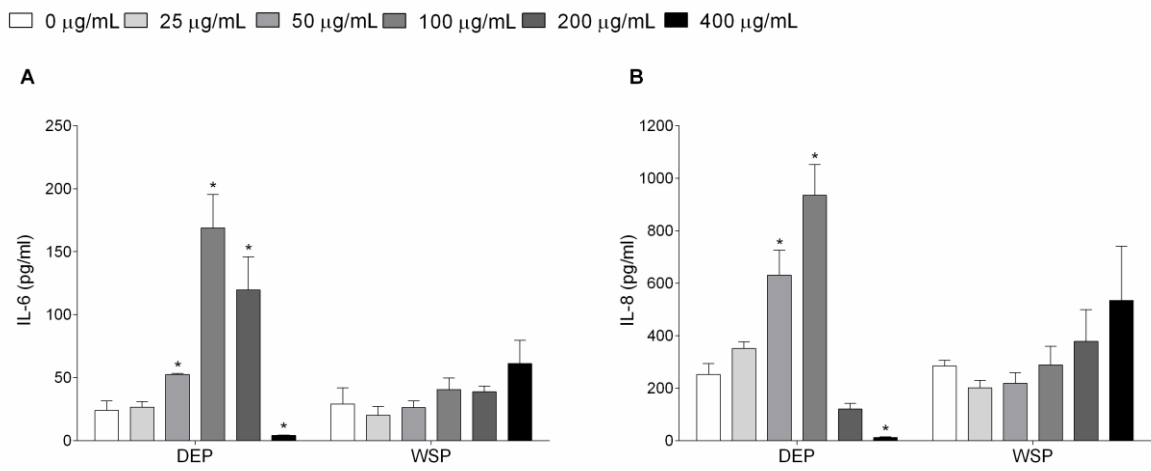 0 μg/mL 25 μg/mL 50 μg/mL 100 μg/mL 200 μg/mL 400 μg/mL
A
250
200
150
100
50
0
IL-6 (pg/ml)
*
*
*
*
DEP WSP
B
1200
1000
800
600
400
200
0
IL-8 (pg/ml)
*
*
*
DEP WSP